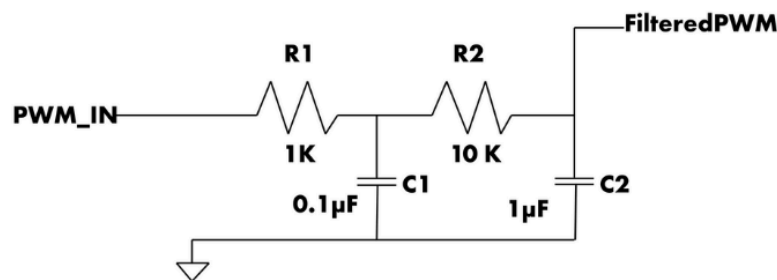 FilteredPWM
R1
R2
PWM_IN
1K
10 K
C1
C2
0.1µF
1µF